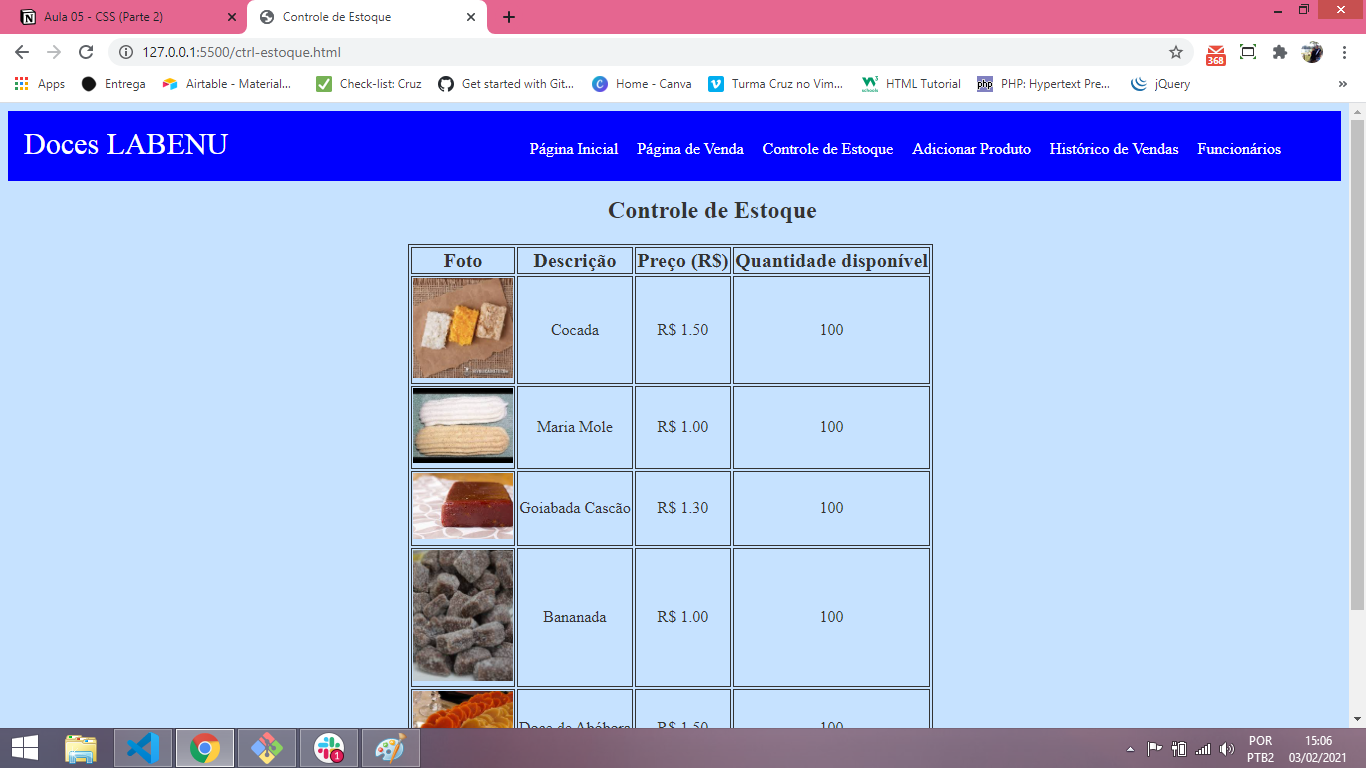 Aula 05 - CSS (Parte 2)
Controle de Estoque
127.0.0.1:5500/ctrl-estoque.html
368
Apps
Entrega
Airtable - Material...
Check-list: Cruz
Get started with Git...
Home - Canva
Turma Cruz no Vim...
HTML Tutorial
PHP: Hypertext Pre...
jQuery
»
Doces LABENU
Página Inicial Página de Venda Controle de Estoque Adicionar Produto Histórico de Vendas Funcionários
Controle de Estoque
Foto Descrição Preço (R$) Quantidade disponível
Cocada R$ 1.50 100
Maria Mole R$ 1.00 100
Goiabada Cascão R$ 1.30 100
Bananada R$ 1.00 100
Doce de Abóbora R$ 1.50 100
1
POR
PTB2
15:06
03/02/2021